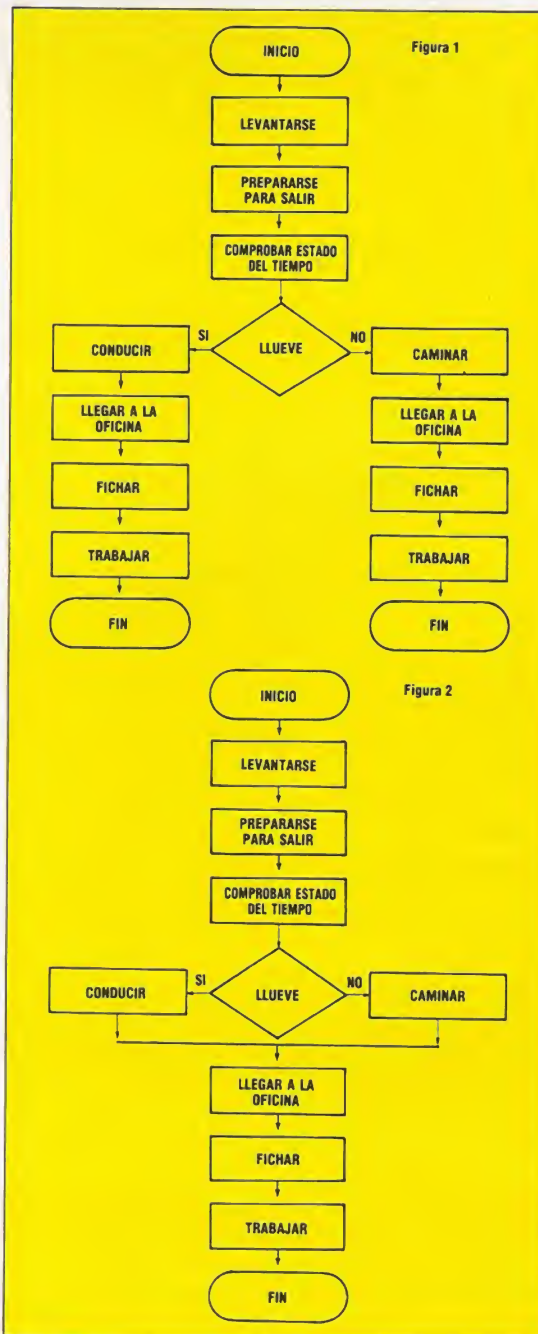 INICIO
Figura 1
LEVANTARSE
PREPARARSE
PARA SALIR
COMPROBAR ESTADO
DEL TIEMPO
CONDUCIR
SI
LLUEVE
NO
CAMINAR
LLEGAR A LA
OFICINA
LLEGAR A LA
OFICINA
FICHAR
FICHAR
TRABAJAR
TRABAJAR
FIN
FIN
INICIO
Figura 2
LEVANTARSE
PREPARARSE
PARA SALIR
COMPROBAR ESTADO
DEL TIEMPO
CONDUCIR
SI
LLUEVE
NO
CAMINAR
LLEGAR A LA
OFICINA
FICHAR
TRABAJAR
FIN